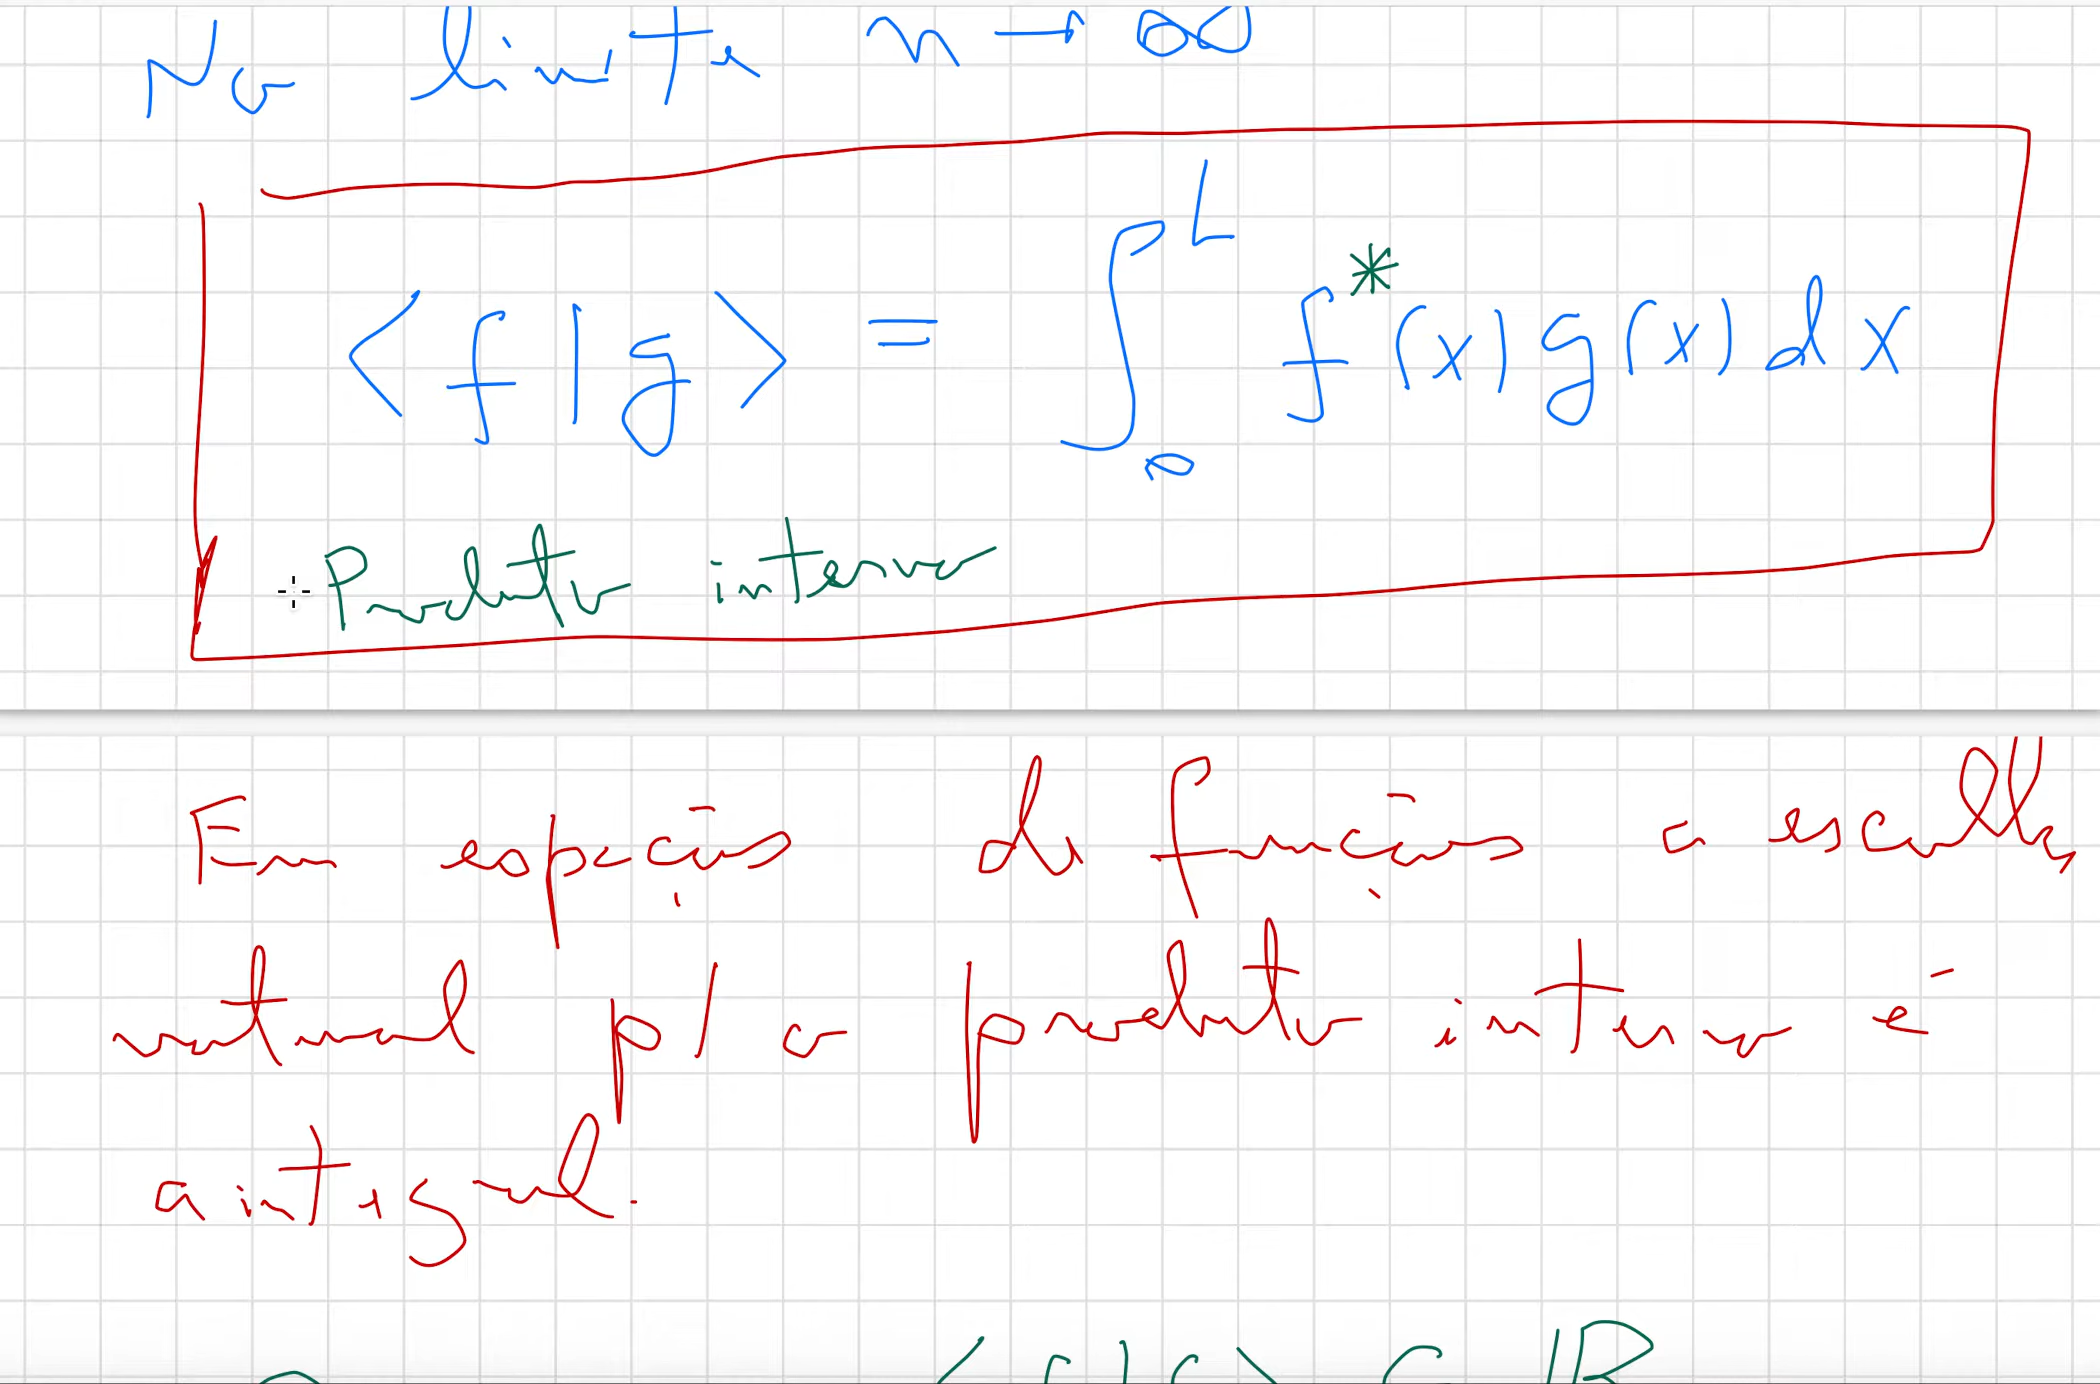 No limite n → ∞
<f|g> = ∫₀ᴸ f*(x) g(x) dx
Produto interno
Em espaços de funções a escolha
natural p/ o produto interno é
a integral.